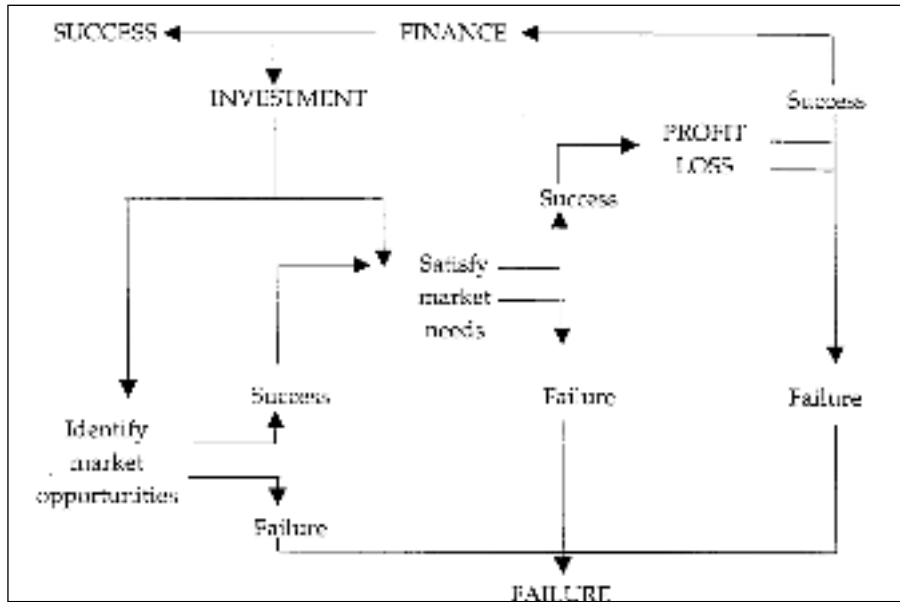 SUCCESS
FINANCE
INVESTMENT
Success
PROFIT
LOSS
Success
Satisfy
market
needs
Success
Failure
Failure
Identify
market
opportunities
Failure
FAILURE